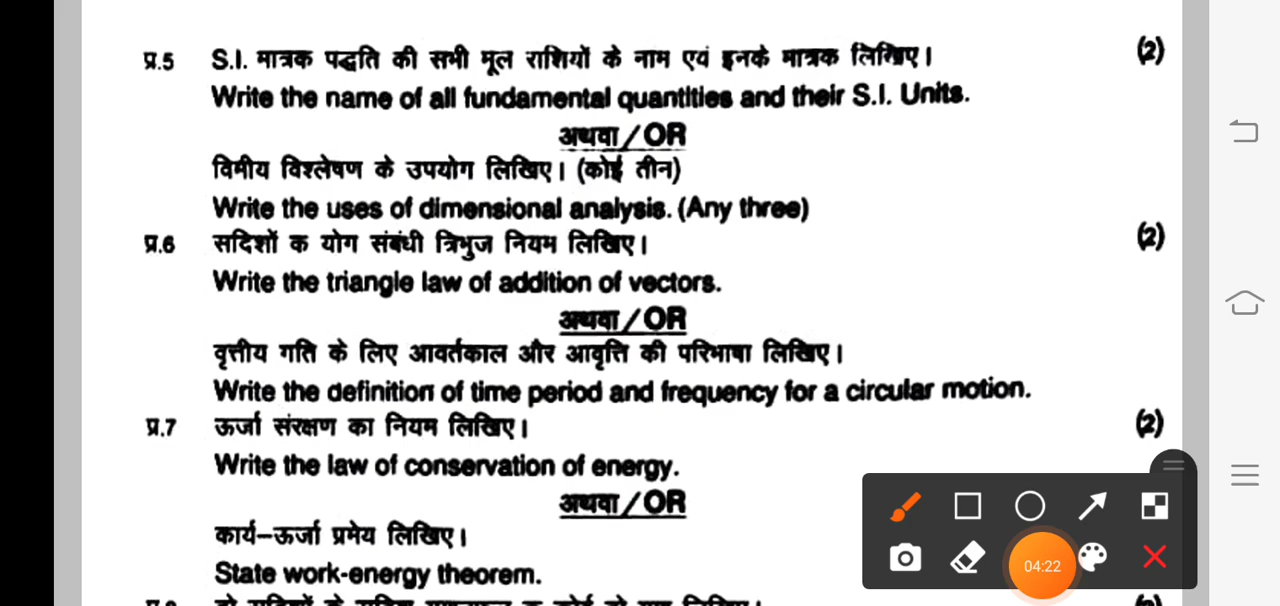 प्र.5 S.I. मात्रक पद्धति की सभी मूल राशियों के नाम एवं इनके मात्रक लिखिए। (2)
Write the name of all fundamental quantities and their S.I. Units.
अथवा/OR
विमीय विश्लेषण के उपयोग लिखिए। (कोई तीन)
Write the uses of dimensional analysis. (Any three)
प्र.6 सदिशों क योग संबंधी त्रिभुज नियम लिखिए। (2)
Write the triangle law of addition of vectors.
अथवा/OR
वृत्तीय गति के लिए आवर्तकाल और आवृत्ति की परिभाषा लिखिए।
Write the definition of time period and frequency for a circular motion.
प्र.7 ऊर्जा संरक्षण का नियम लिखिए। (2)
Write the law of conservation of energy.
अथवा/OR
कार्य–ऊर्जा प्रमेय लिखिए।
State work-energy theorem.
04:22